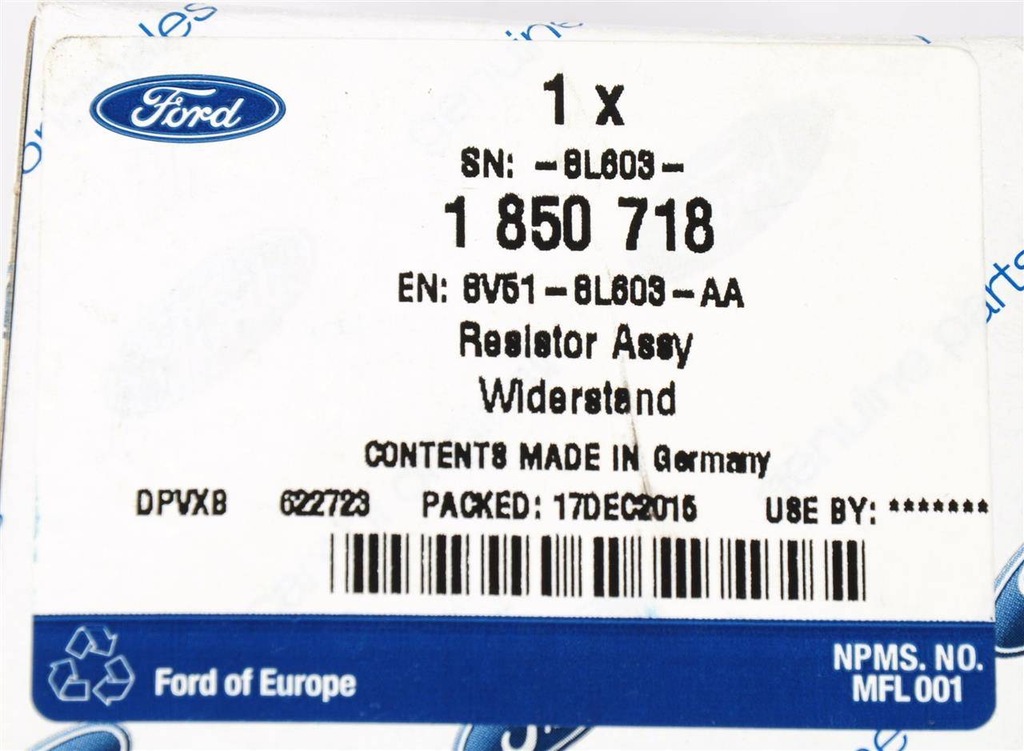 Ford
1 x
SN: -8L603-
1 850 718
EN: 8V51-8L603-AA
Resistor Assy
Widerstand
CONTENTS MADE IN Germany
DPVXB 622723 PACKED: 17DEC2015 USE BY: *******
Ford of Europe
NPMS. NO.
MFL 001